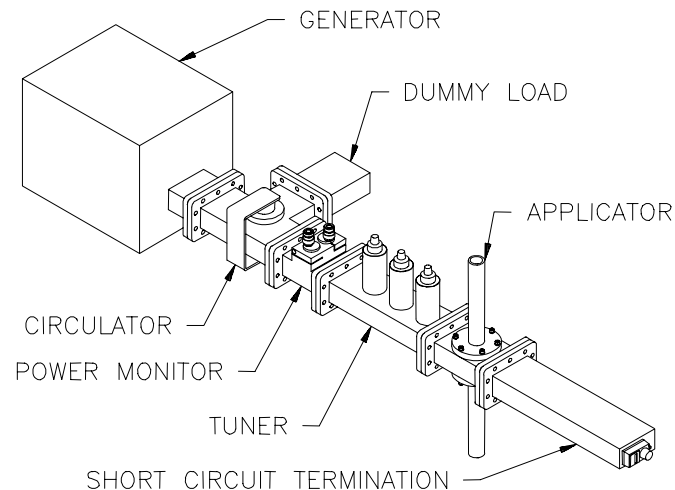 GENERATOR
DUMMY LOAD
APPLICATOR
CIRCULATOR
POWER MONITOR
TUNER
SHORT CIRCUIT TERMINATION